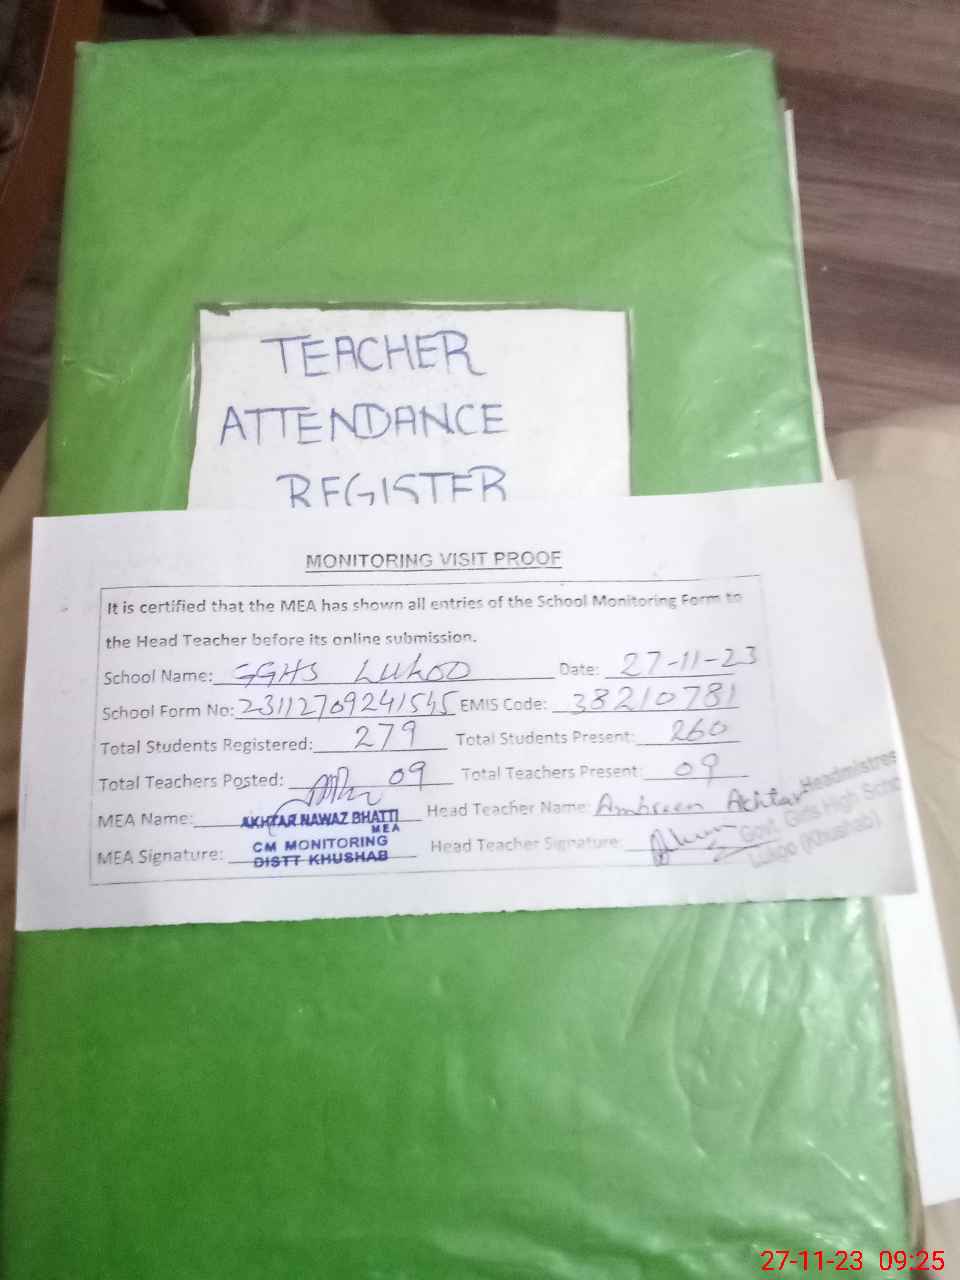 TEACHER
ATTENDANCE
REGISTER
MONITORING VISIT PROOF
It is certified that the MEA has shown all entries of the School Monitoring Form to
the Head Teacher before its online submission.
School Name: GGHS LUKOO Date: 27-11-23
School Form No: 23112709241545 EMIS Code: 38210781
Total Students Registered: 279 Total Students Present: 260
Total Teachers Posted: 09 Total Teachers Present: 09
MEA Name: AKHTAR NAWAZ BHATTI Head Teacher Name: Ambreen Akhtar
MEA
MEA Signature: CM MONITORING Head Teacher Signature:
DISTT KHUSHAB
Headmistres
Govt. Girls High Scho
Lukoo (Khushab)
27-11-23 09:25